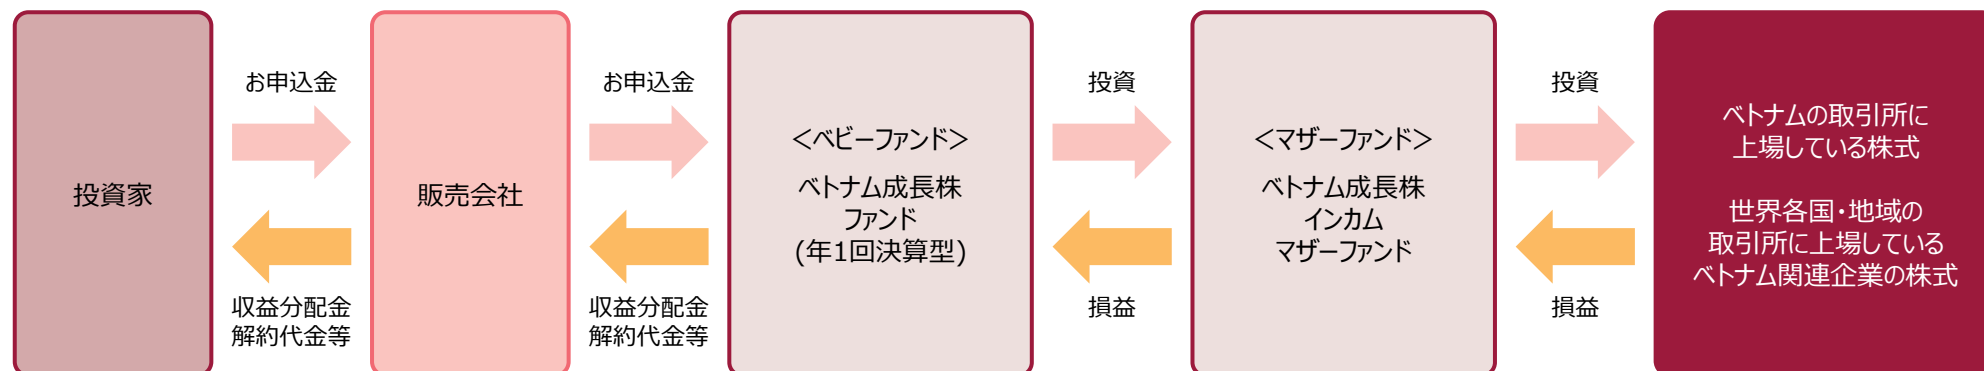 投資家
お申込金
収益分配金
解約代金等
販売会社
お申込金
収益分配金
解約代金等
＜ベビーファンド＞
ベトナム成長株
ファンド
(年1回決算型)
投資
損益
＜マザーファンド＞
ベトナム成長株
インカム
マザーファンド
投資
損益
ベトナムの取引所に
上場している株式
世界各国・地域の
取引所に上場している
ベトナム関連企業の株式